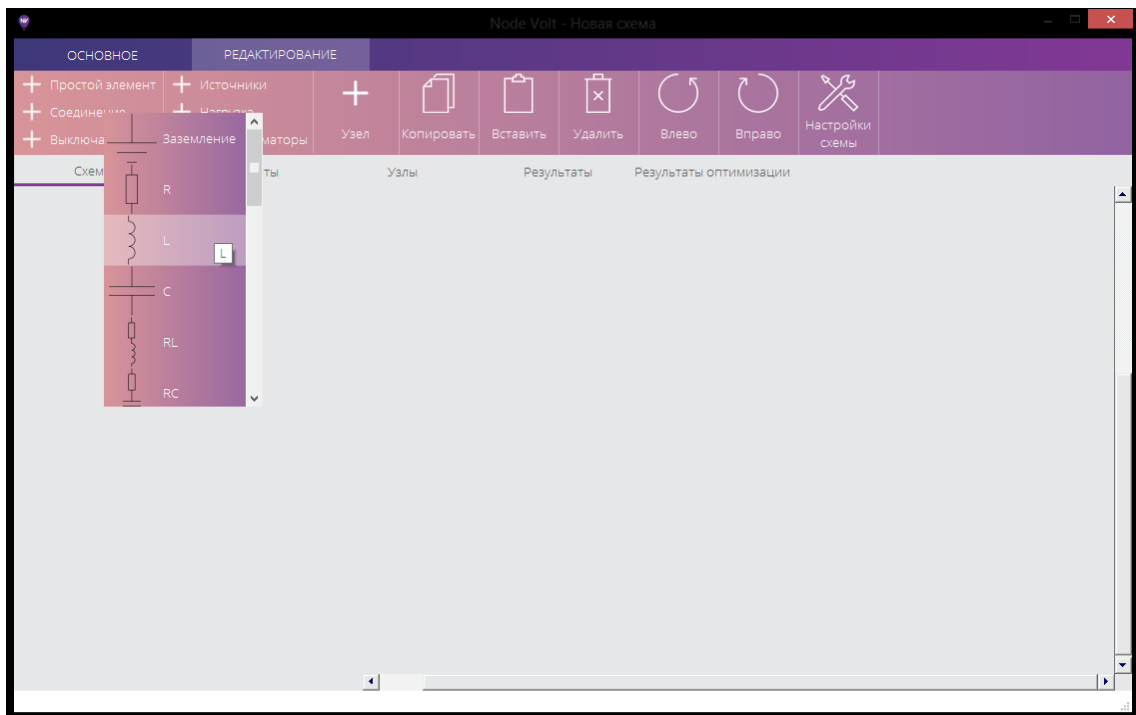 Node Volt - Новая схема
ОСНОВНОЕ
РЕДАКТИРОВАНИЕ
Простой элемент
Источники
Узел
Копировать
Вставить
Удалить
Влево
Вправо
Настройки
схемы
Узлы
Результаты
Результаты оптимизации
Заземление
R
L
L
C
RL
RC